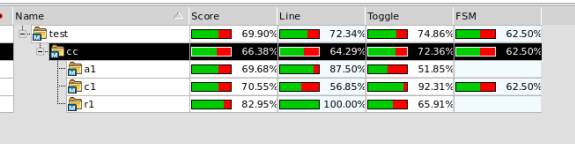 Name Score Line Toggle FSM
test 69.90% 72.34% 74.86% 62.50%
cc 66.38% 64.29% 72.36% 62.50%
a1 69.68% 87.50% 51.85%
c1 70.55% 56.85% 92.31% 62.50%
r1 82.95% 100.00% 65.91%